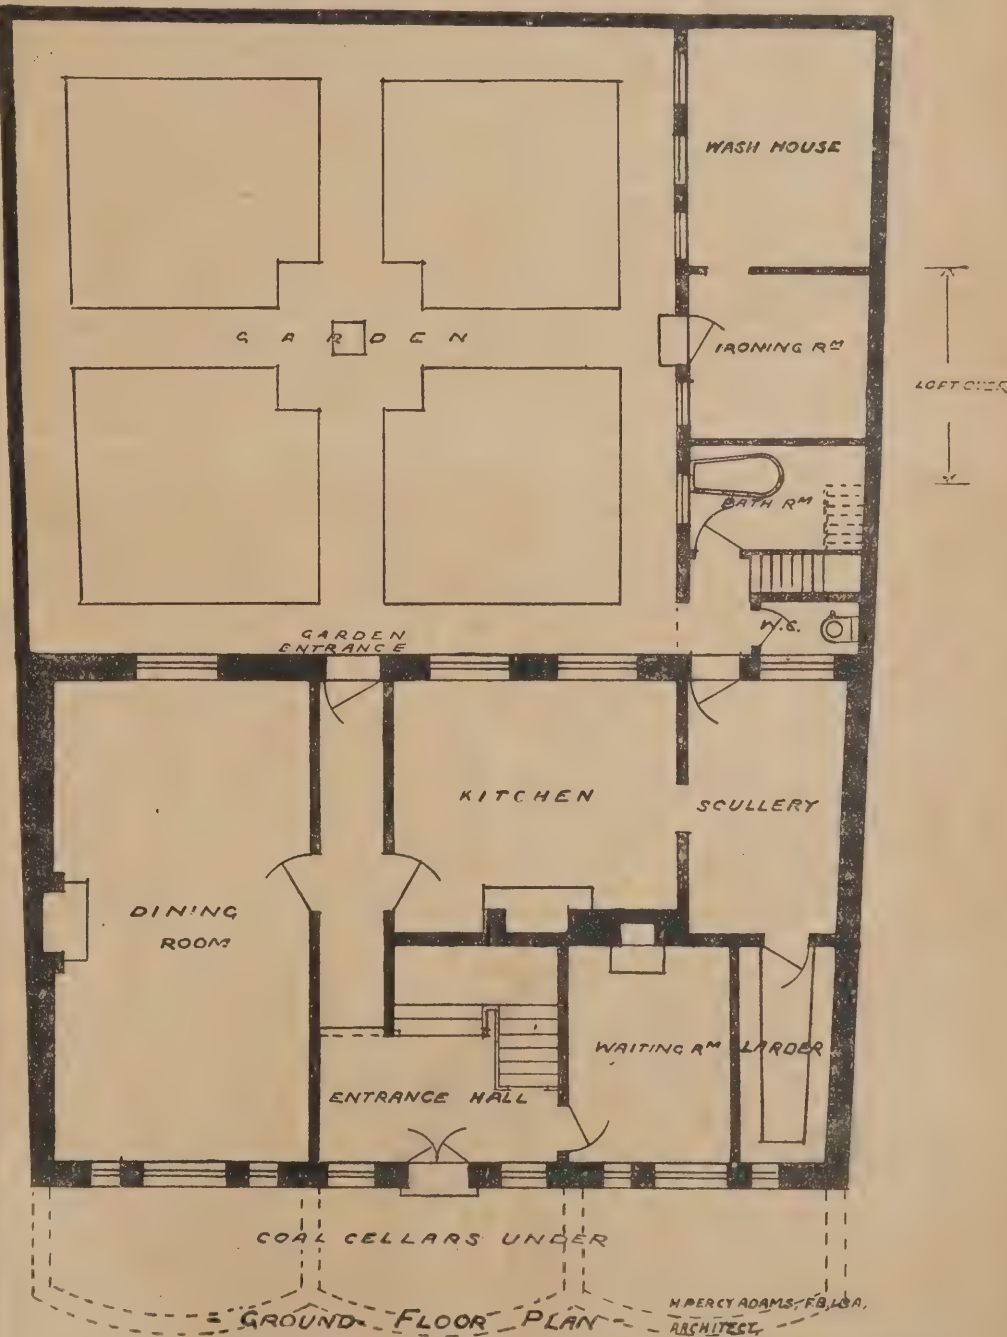 WASH HOUSE
GARDEN
IRONING RM
LOFT OVER
BATH RM
W.C.
GARDEN
ENTRANCE
KITCHEN
SCULLERY
DINING
ROOM
WAITING RM
LARDER
ENTRANCE HALL
COAL CELLARS UNDER
GROUND FLOOR PLAN
H. PERCY ADAMS,
ARCHITECT,